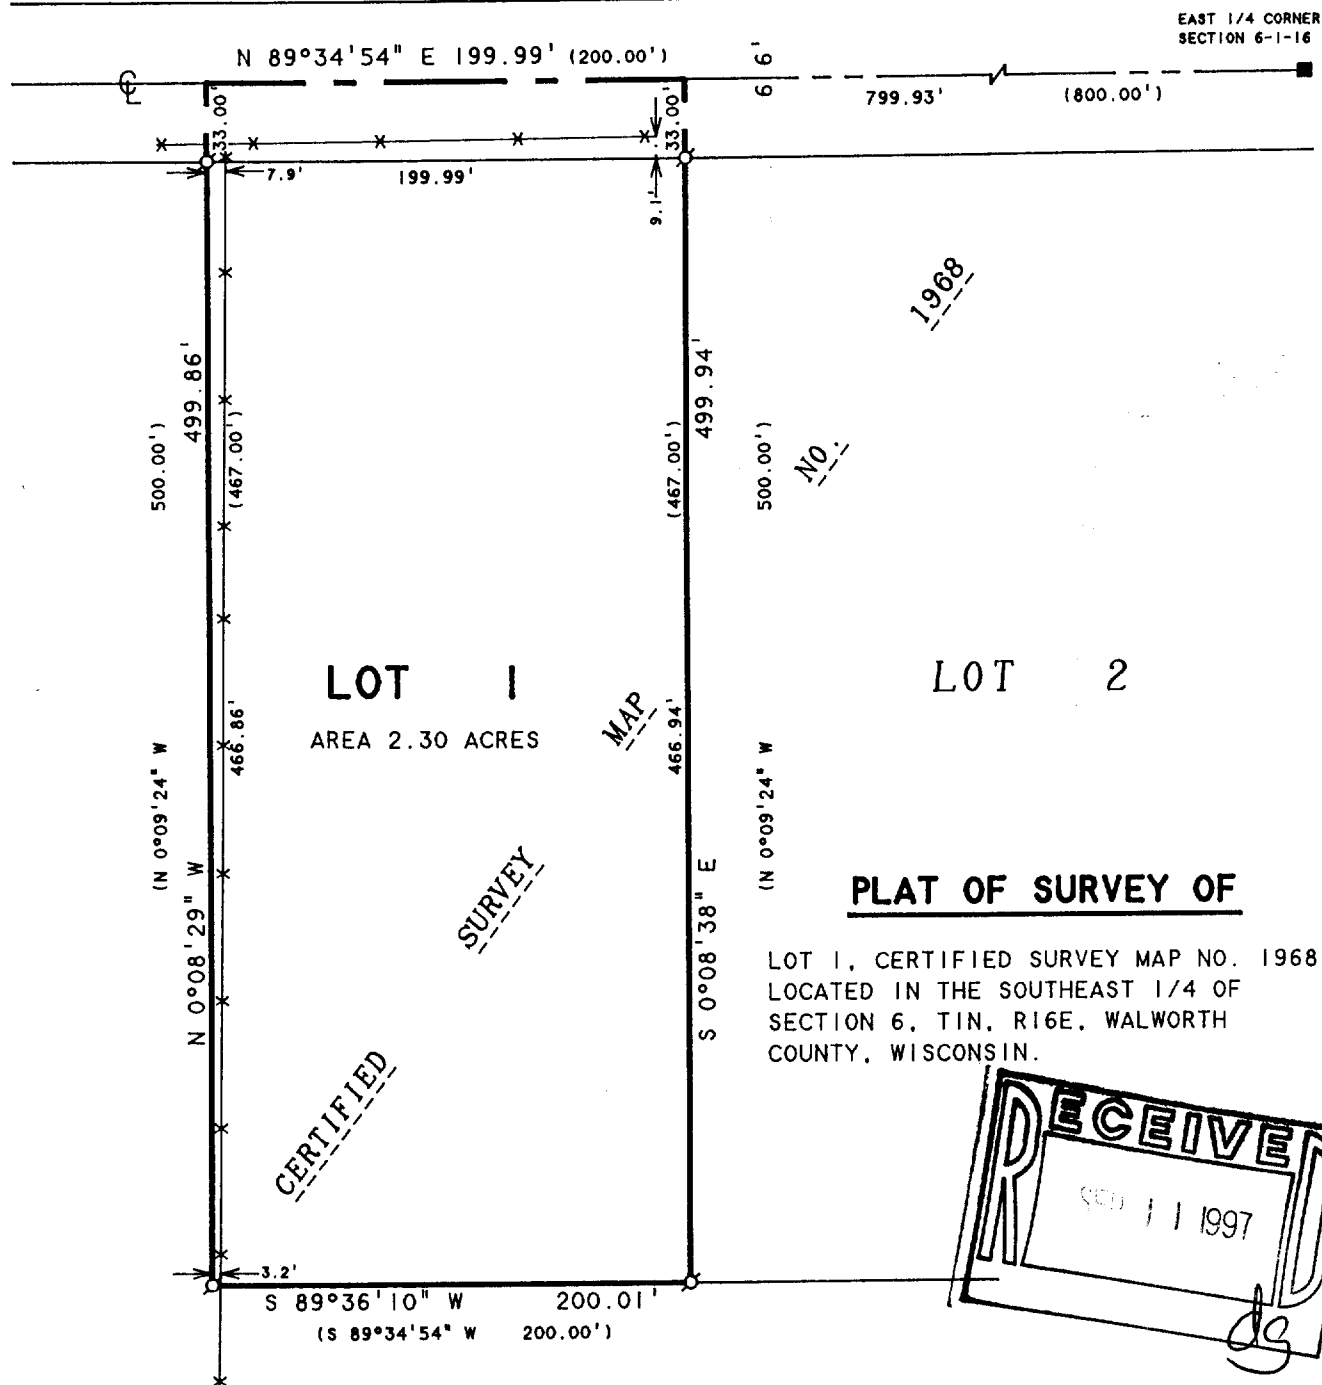 EAST 1/4 CORNER
SECTION 6-1-16
N 89°34'54" E 199.99' (200.00')
66'
℄
799.93' (800.00')
33.00'
33.00'
7.9' 199.99'
9.1'
1968
499.86'
(467.00')
500.00')
499.94'
(467.00')
500.00')
NO.
LOT 1
AREA 2.30 ACRES
MAP
LOT 2
466.86'
466.94'
(N 0°09'24" W
(N 0°09'24" W
N 0°08'29" W
S 0°08'38" E
SURVEY
PLAT OF SURVEY OF
LOT 1, CERTIFIED SURVEY MAP NO. 1968
LOCATED IN THE SOUTHEAST 1/4 OF
SECTION 6, T1N, R16E, WALWORTH
COUNTY, WISCONSIN.
CERTIFIED
RECEIVED
SEP 11 1997
dg
3.2'
S 89°36'10" W 200.01'
(S 89°34'54" W 200.00')